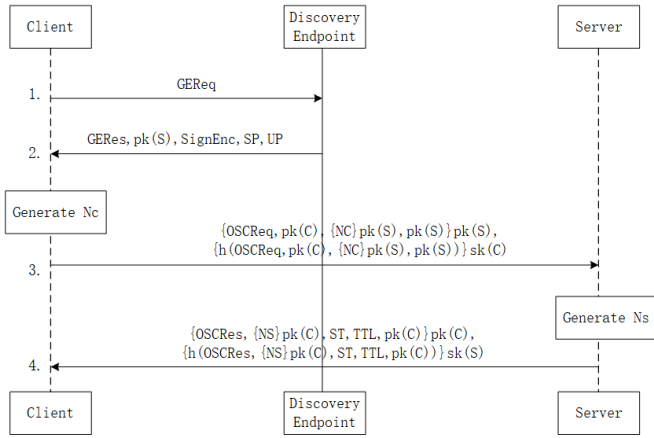 Client
Discovery
Endpoint
Server
1.
GEReq
2.
GERes,pk(S),SignEnc,SP,UP
Generate Nc
{OSCReq,pk(C),{NC}pk(S),pk(S)}pk(S),
{h(OSCReq,pk(C),{NC}pk(S),pk(S))}sk(C)
3.
Generate Ns
{OSCRes,{NS}pk(C),ST,TTL,pk(C)}pk(C),
{h(OSCRes,{NS}pk(C),ST,TTL,pk(C))}sk(S)
4.
Client
Discovery
Endpoint
Server